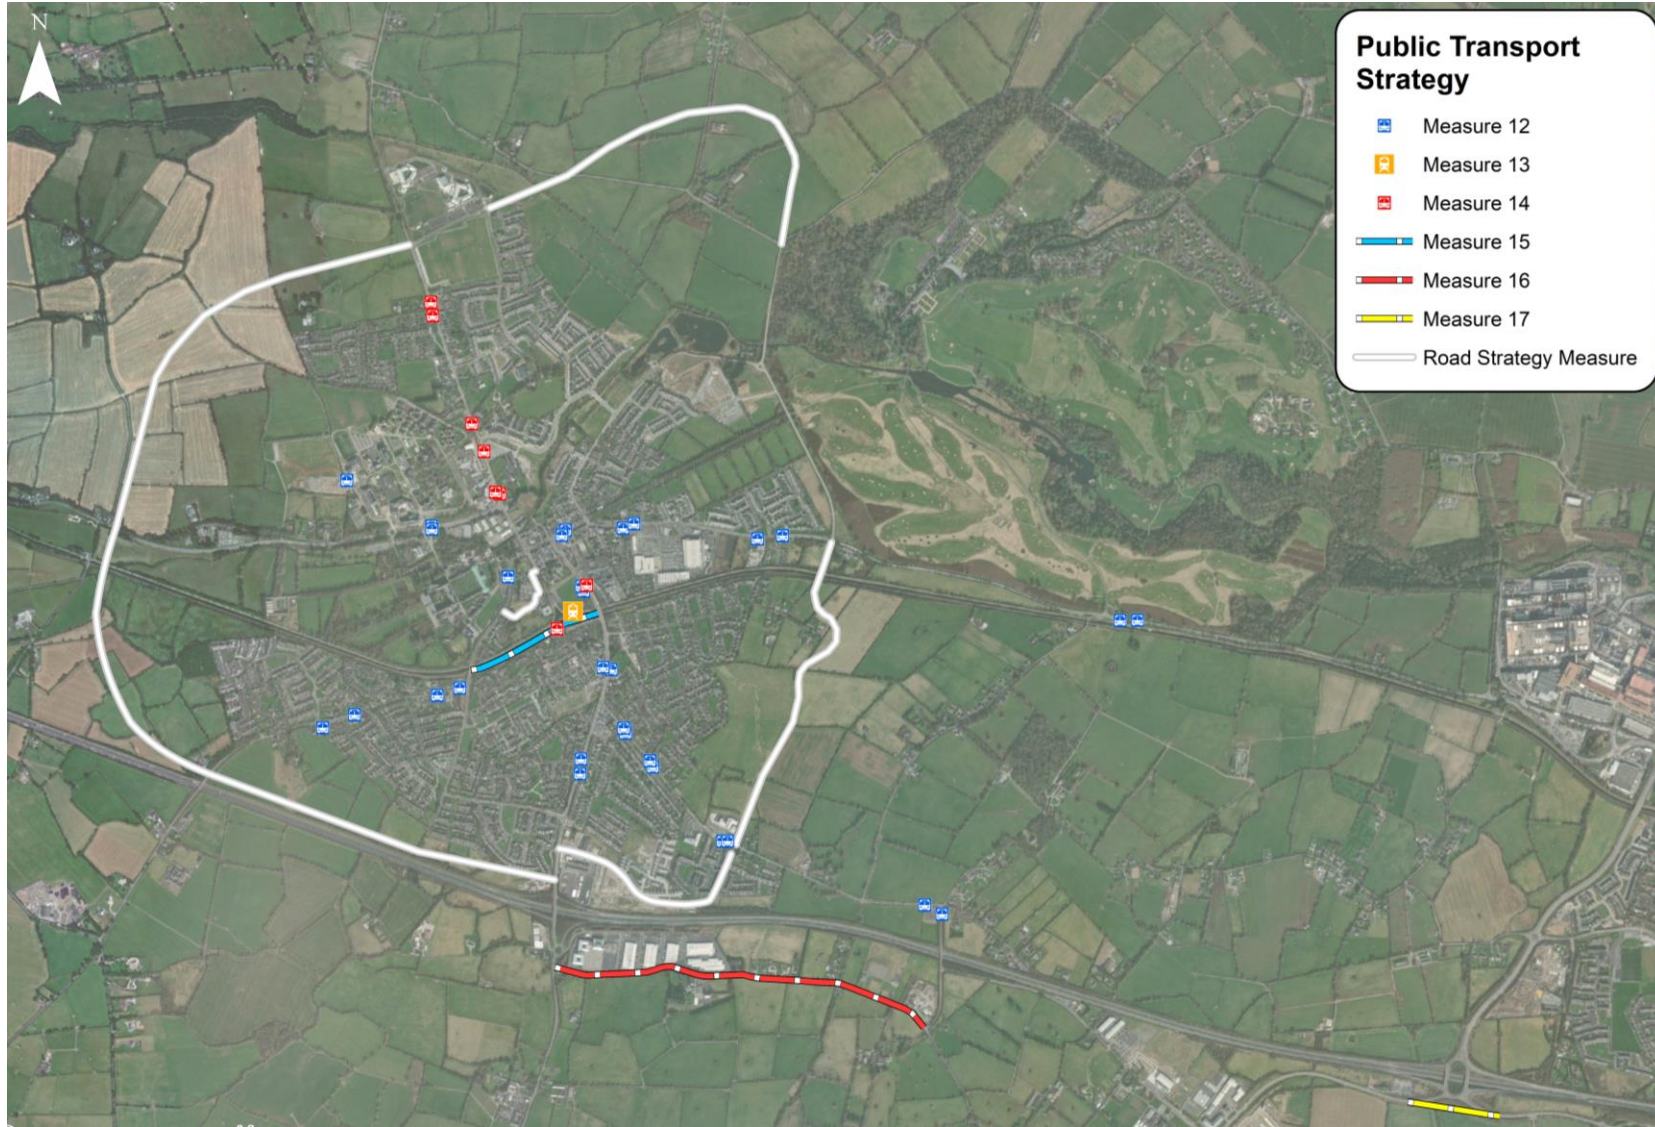 N
Public Transport
Strategy
Measure 12
Measure 13
Measure 14
Measure 15
Measure 16
Measure 17
Road Strategy Measure